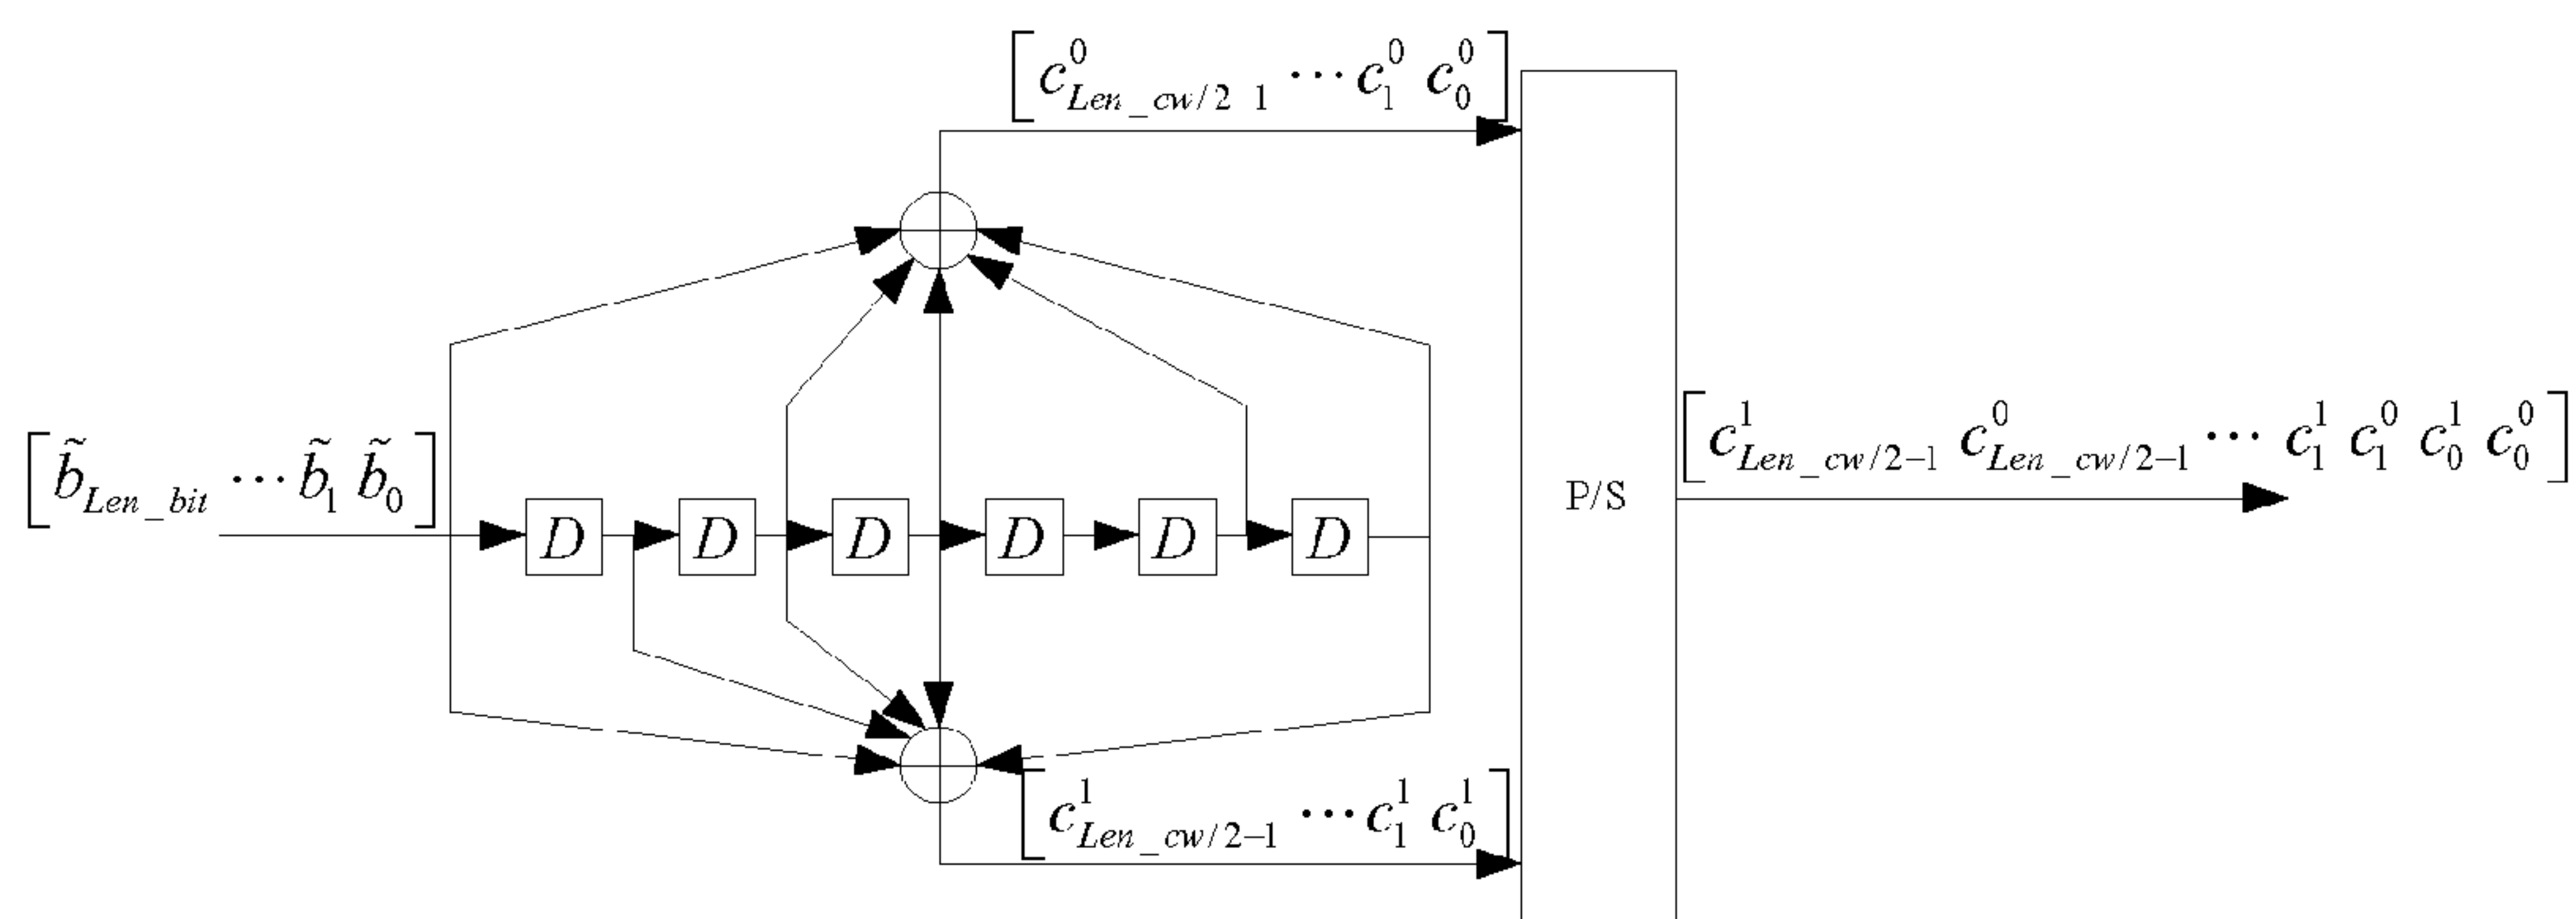 [c^0_{Len_cw/2 1} ⋯ c^0_1 c^0_0]
[b̃_{Len_bit} ⋯ b̃_1 b̃_0]
D D D D D D
P/S
[c^1_{Len_cw/2−1} c^0_{Len_cw/2−1} ⋯ c^1_1 c^0_1 c^1_0 c^0_0]
[c^1_{Len_cw/2−1} ⋯ c^1_1 c^1_0]